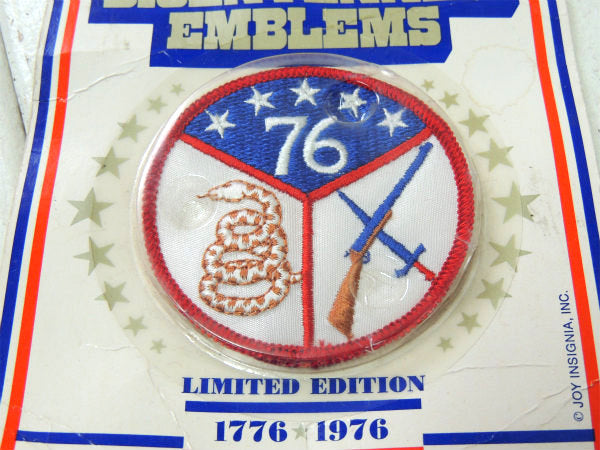 EMBLEMS
76
LIMITED EDITION
1776 ★ 1976
© JOY INSIGNIA, INC.